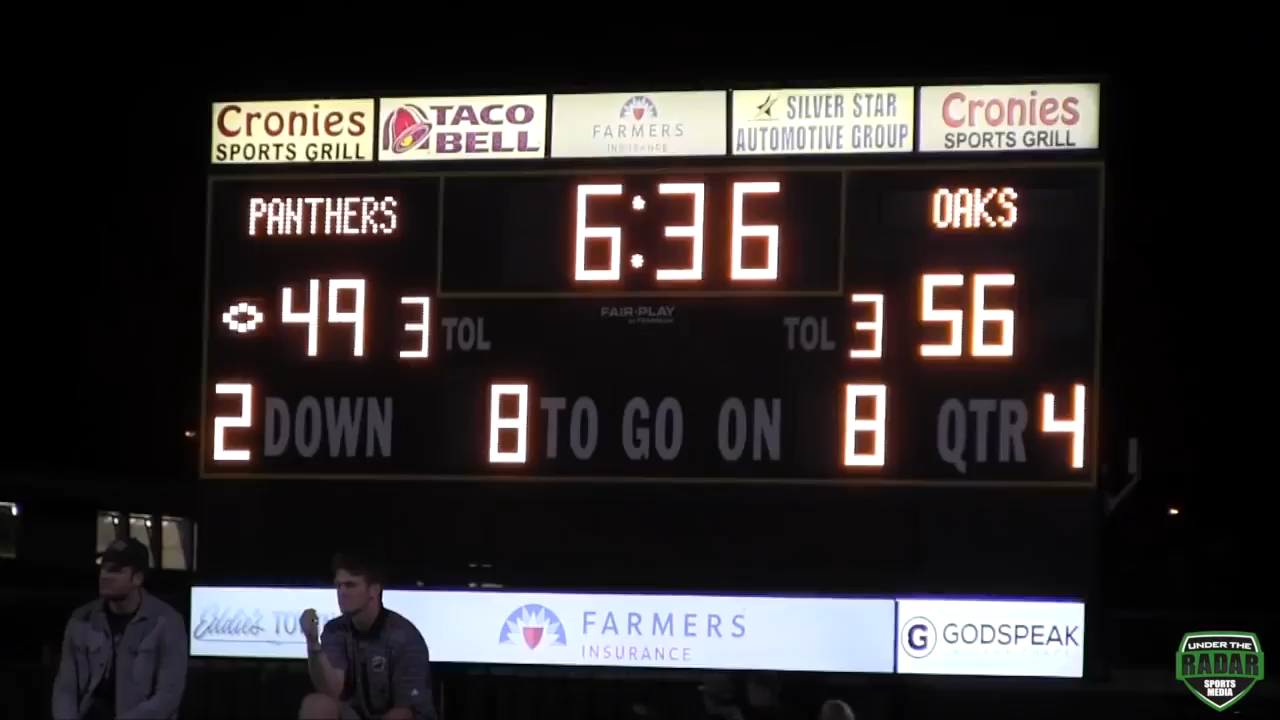 Cronies
SPORTS GRILL
TACO
BELL
FARMERS
INSURANCE
SILVER STAR
AUTOMOTIVE GROUP
Cronies
SPORTS GRILL
PANTHERS
6:36
OAKS
49 3 TOL
FAIR-PLAY
TOL 3 56
2 DOWN 8 TO GO ON 8 QTR 4
Eddie's
FARMERS
INSURANCE
GODSPEAK
UNDER THE
RADAR
SPORTS
MEDIA